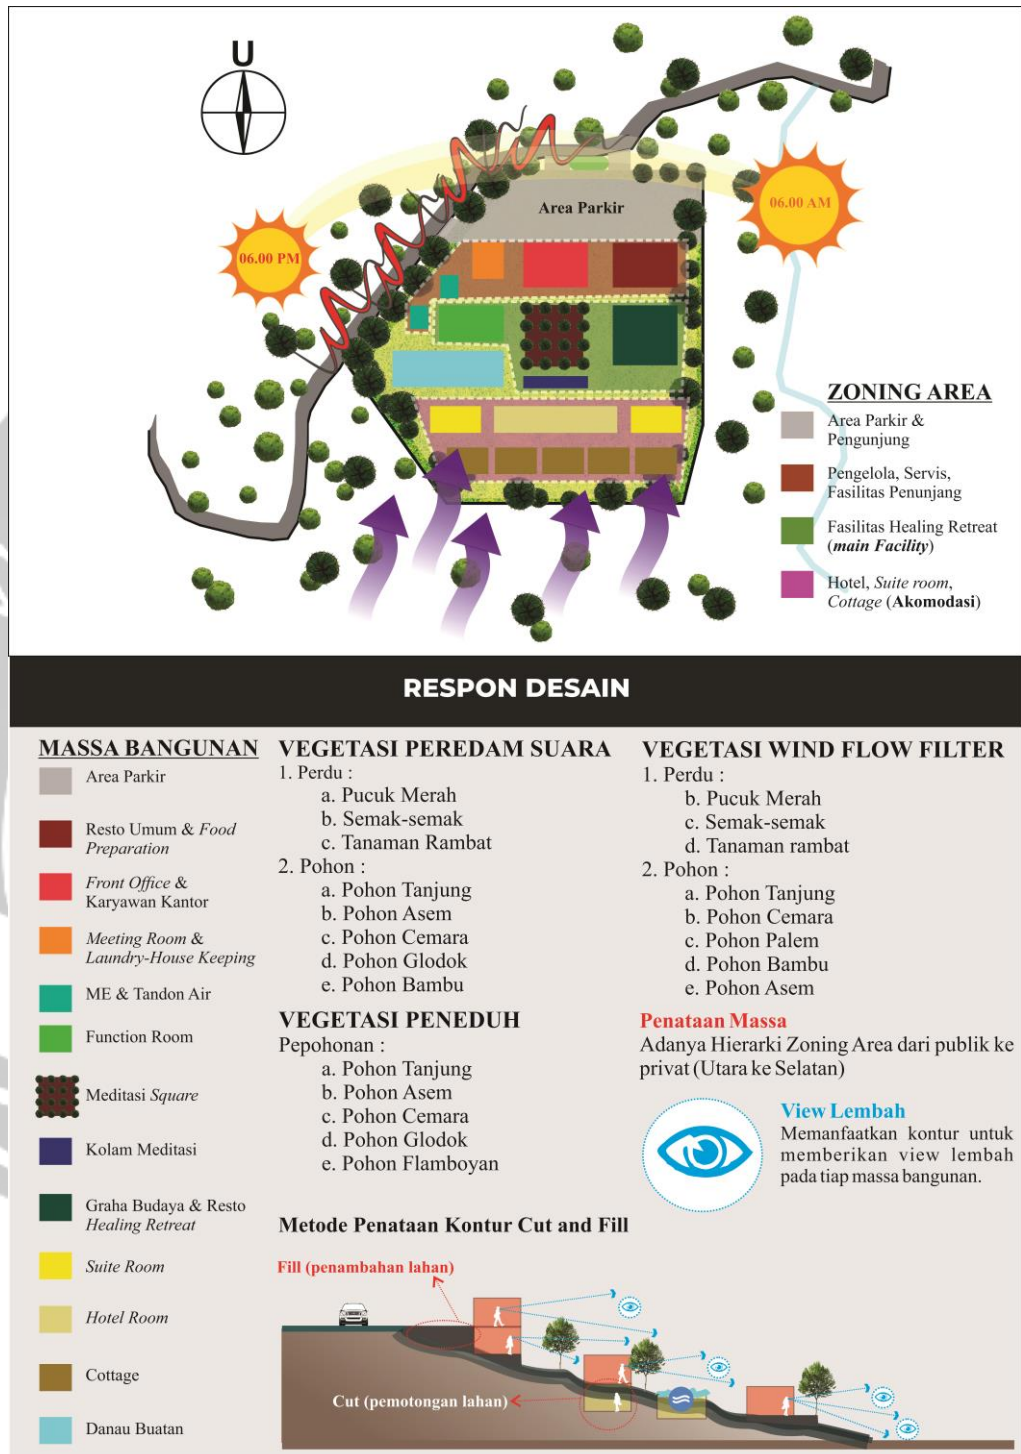 U
Area Parkir
06.00 AM
06.00 PM
ZONING AREA
Area Parkir &
Pengunjung
Pengelola, Servis,
Fasilitas Penunjang
Fasilitas Healing Retreat
(main Facility)
Hotel, Suite room,
Cottage (Akomodasi)
RESPON DESAIN
MASSA BANGUNAN
Area Parkir
Resto Umum & Food
Preparation
Front Office &
Karyawan Kantor
Meeting Room &
Laundry-House Keeping
ME & Tandon Air
Function Room
Meditasi Square
Kolam Meditasi
Graha Budaya & Resto
Healing Retreat
Suite Room
Hotel Room
Cottage
Danau Buatan
VEGETASI PEREDAM SUARA
1. Perdu :
a. Pucuk Merah
b. Semak-semak
c. Tanaman Rambat
2. Pohon :
a. Pohon Tanjung
b. Pohon Asem
c. Pohon Cemara
d. Pohon Glodok
e. Pohon Bambu
VEGETASI PENEDUH
Pepohonan :
a. Pohon Tanjung
b. Pohon Asem
c. Pohon Cemara
d. Pohon Glodok
e. Pohon Flamboyan
VEGETASI WIND FLOW FILTER
1. Perdu :
b. Pucuk Merah
c. Semak-semak
d. Tanaman rambat
2. Pohon :
a. Pohon Tanjung
b. Pohon Cemara
c. Pohon Palem
d. Pohon Bambu
e. Pohon Asem
Penataan Massa
Adanya Hierarki Zoning Area dari publik ke
privat (Utara ke Selatan)
View Lembah
Memanfaatkan kontur untuk
memberikan view lembah
pada tiap massa bangunan.
Metode Penataan Kontur Cut and Fill
Fill (penambahan lahan)
Cut (pemotongan lahan)